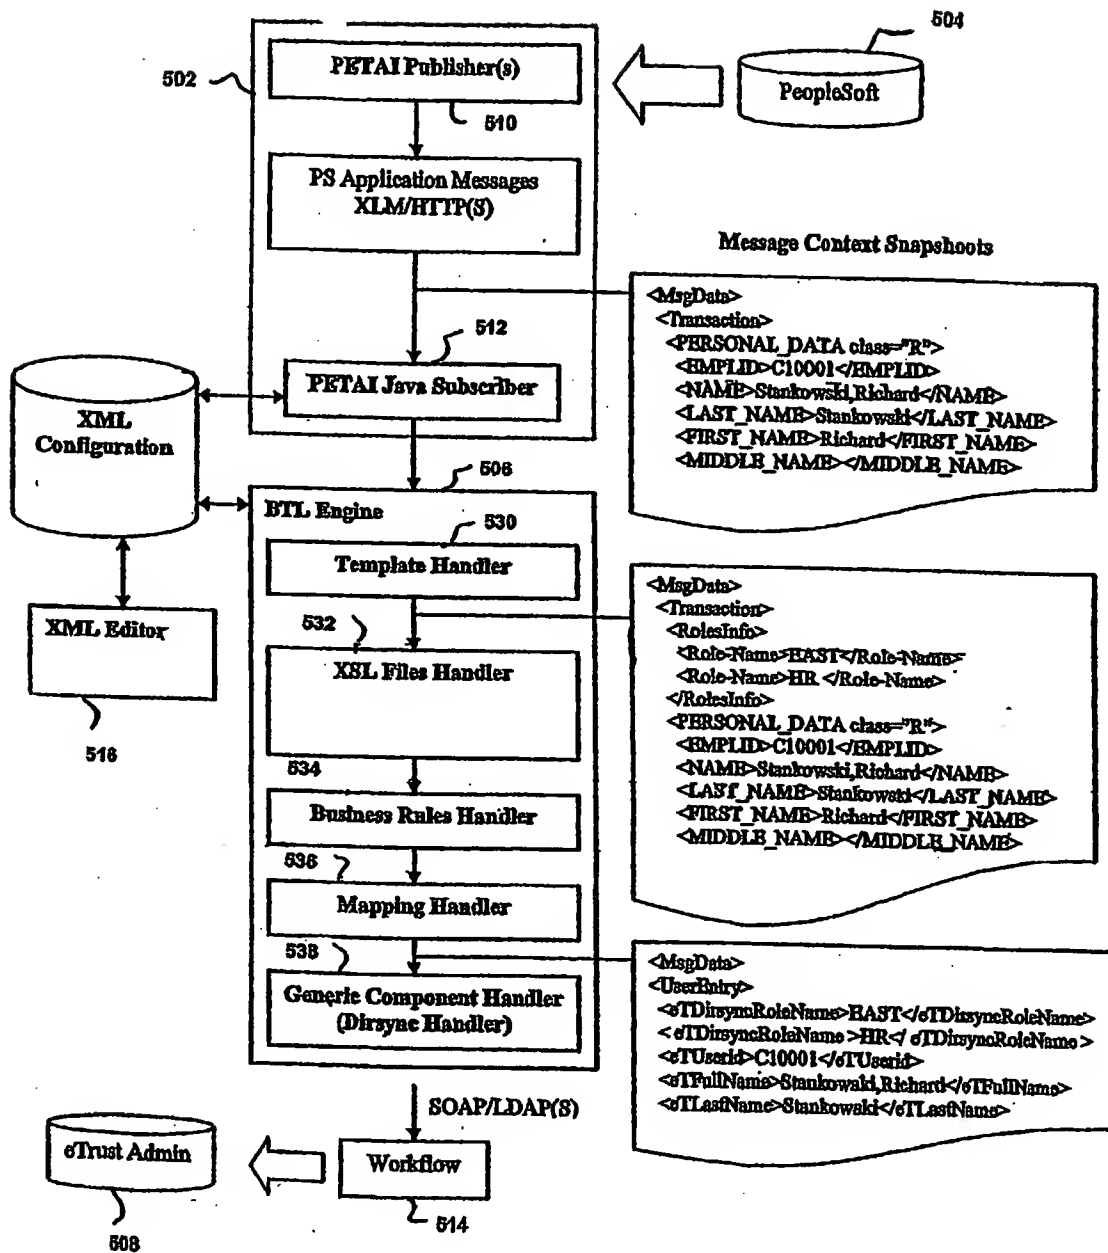 504
502
PETAI Publisher(s)
PeopleSoft
510
PS Application Messages
XLM/HTTP(S)
Message Context Snapshoots
<MsgData>
<Transaction>
<PERSONAL_DATA class="R">
<EMPLID>C10001</EMPLID>
<NAME>Stankowski,Richard</NAME>
<LAST_NAME>Stankowski</LAST_NAME>
<FIRST_NAME>Richard</FIRST_NAME>
<MIDDLE_NAME></MIDDLE_NAME>
512
PETAI Java Subscriber
XML
Configuration
506
BTL Engine
530
Template Handler
XML Editor
516
532
XSL Files Handler
<MsgData>
<Transaction>
<RolesInfo>
<Role-Name>EAST</Role-Name>
<Role-Name>HR </Role-Name>
</RolesInfo>
<PERSONAL_DATA class="R">
<EMPLID>C10001</EMPLID>
<NAME>Stankowski,Richard</NAME>
<LAST_NAME>Stankowski</LAST_NAME>
<FIRST_NAME>Richard</FIRST_NAME>
<MIDDLE_NAME></MIDDLE_NAME>
534
Business Rules Handler
536
Mapping Handler
538
Generic Component Handler
(Dirsync Handler)
<MsgData>
<UserEntry>
<eTDirsyncRoleName>EAST</eTDirsyncRoleName>
< eTDirsyncRoleName >HR</ eTDirsyncRoleName >
<eTUserid>C10001</eTUserid>
<eTFullName>Stankowski,Richard</eTFullName>
<eTLastName>Stankowski</eTLastName>
SOAP/LDAP(S)
eTrust Admin
Workflow
514
508